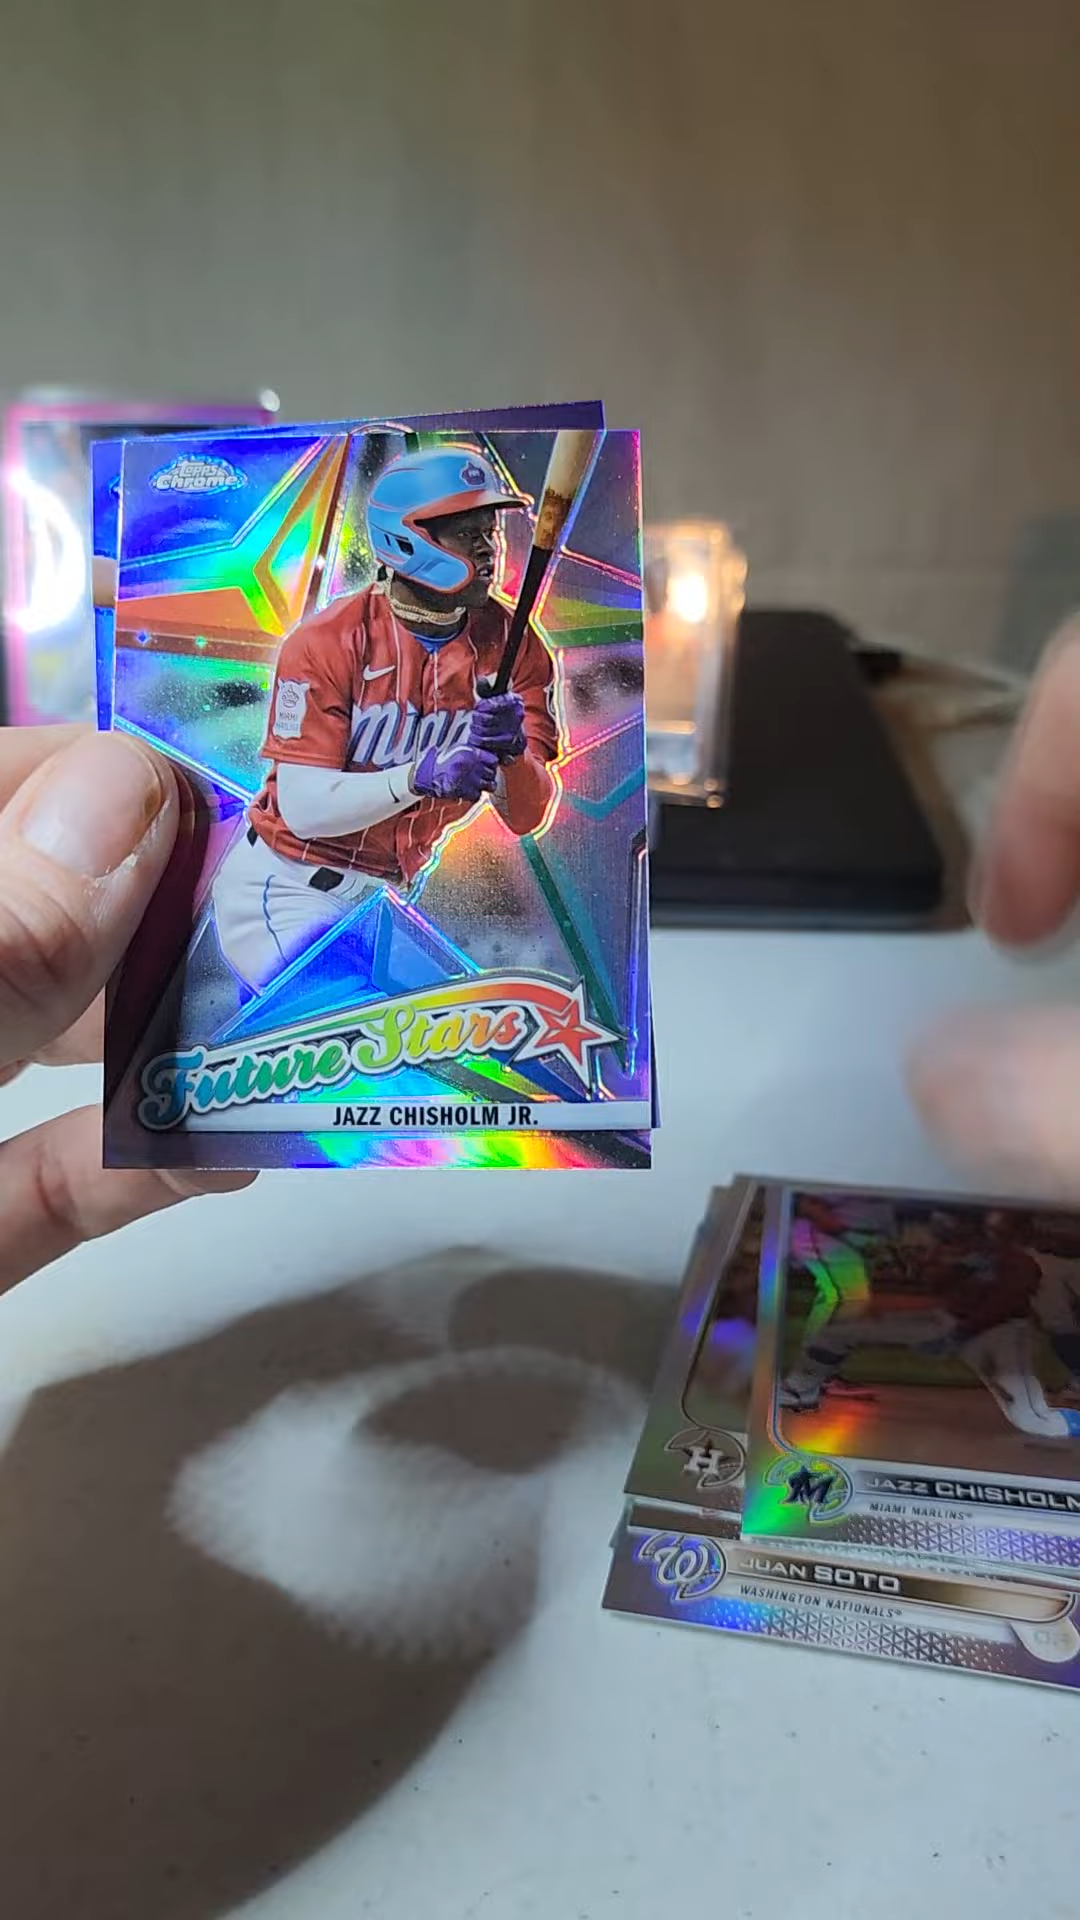 Topps
Chrome
Miami
Future Stars
JAZZ CHISHOLM JR.
H
M
JAZZ CHISHOLM
MIAMI MARLINS®
W
JUAN SOTO
WASHINGTON NATIONALS®